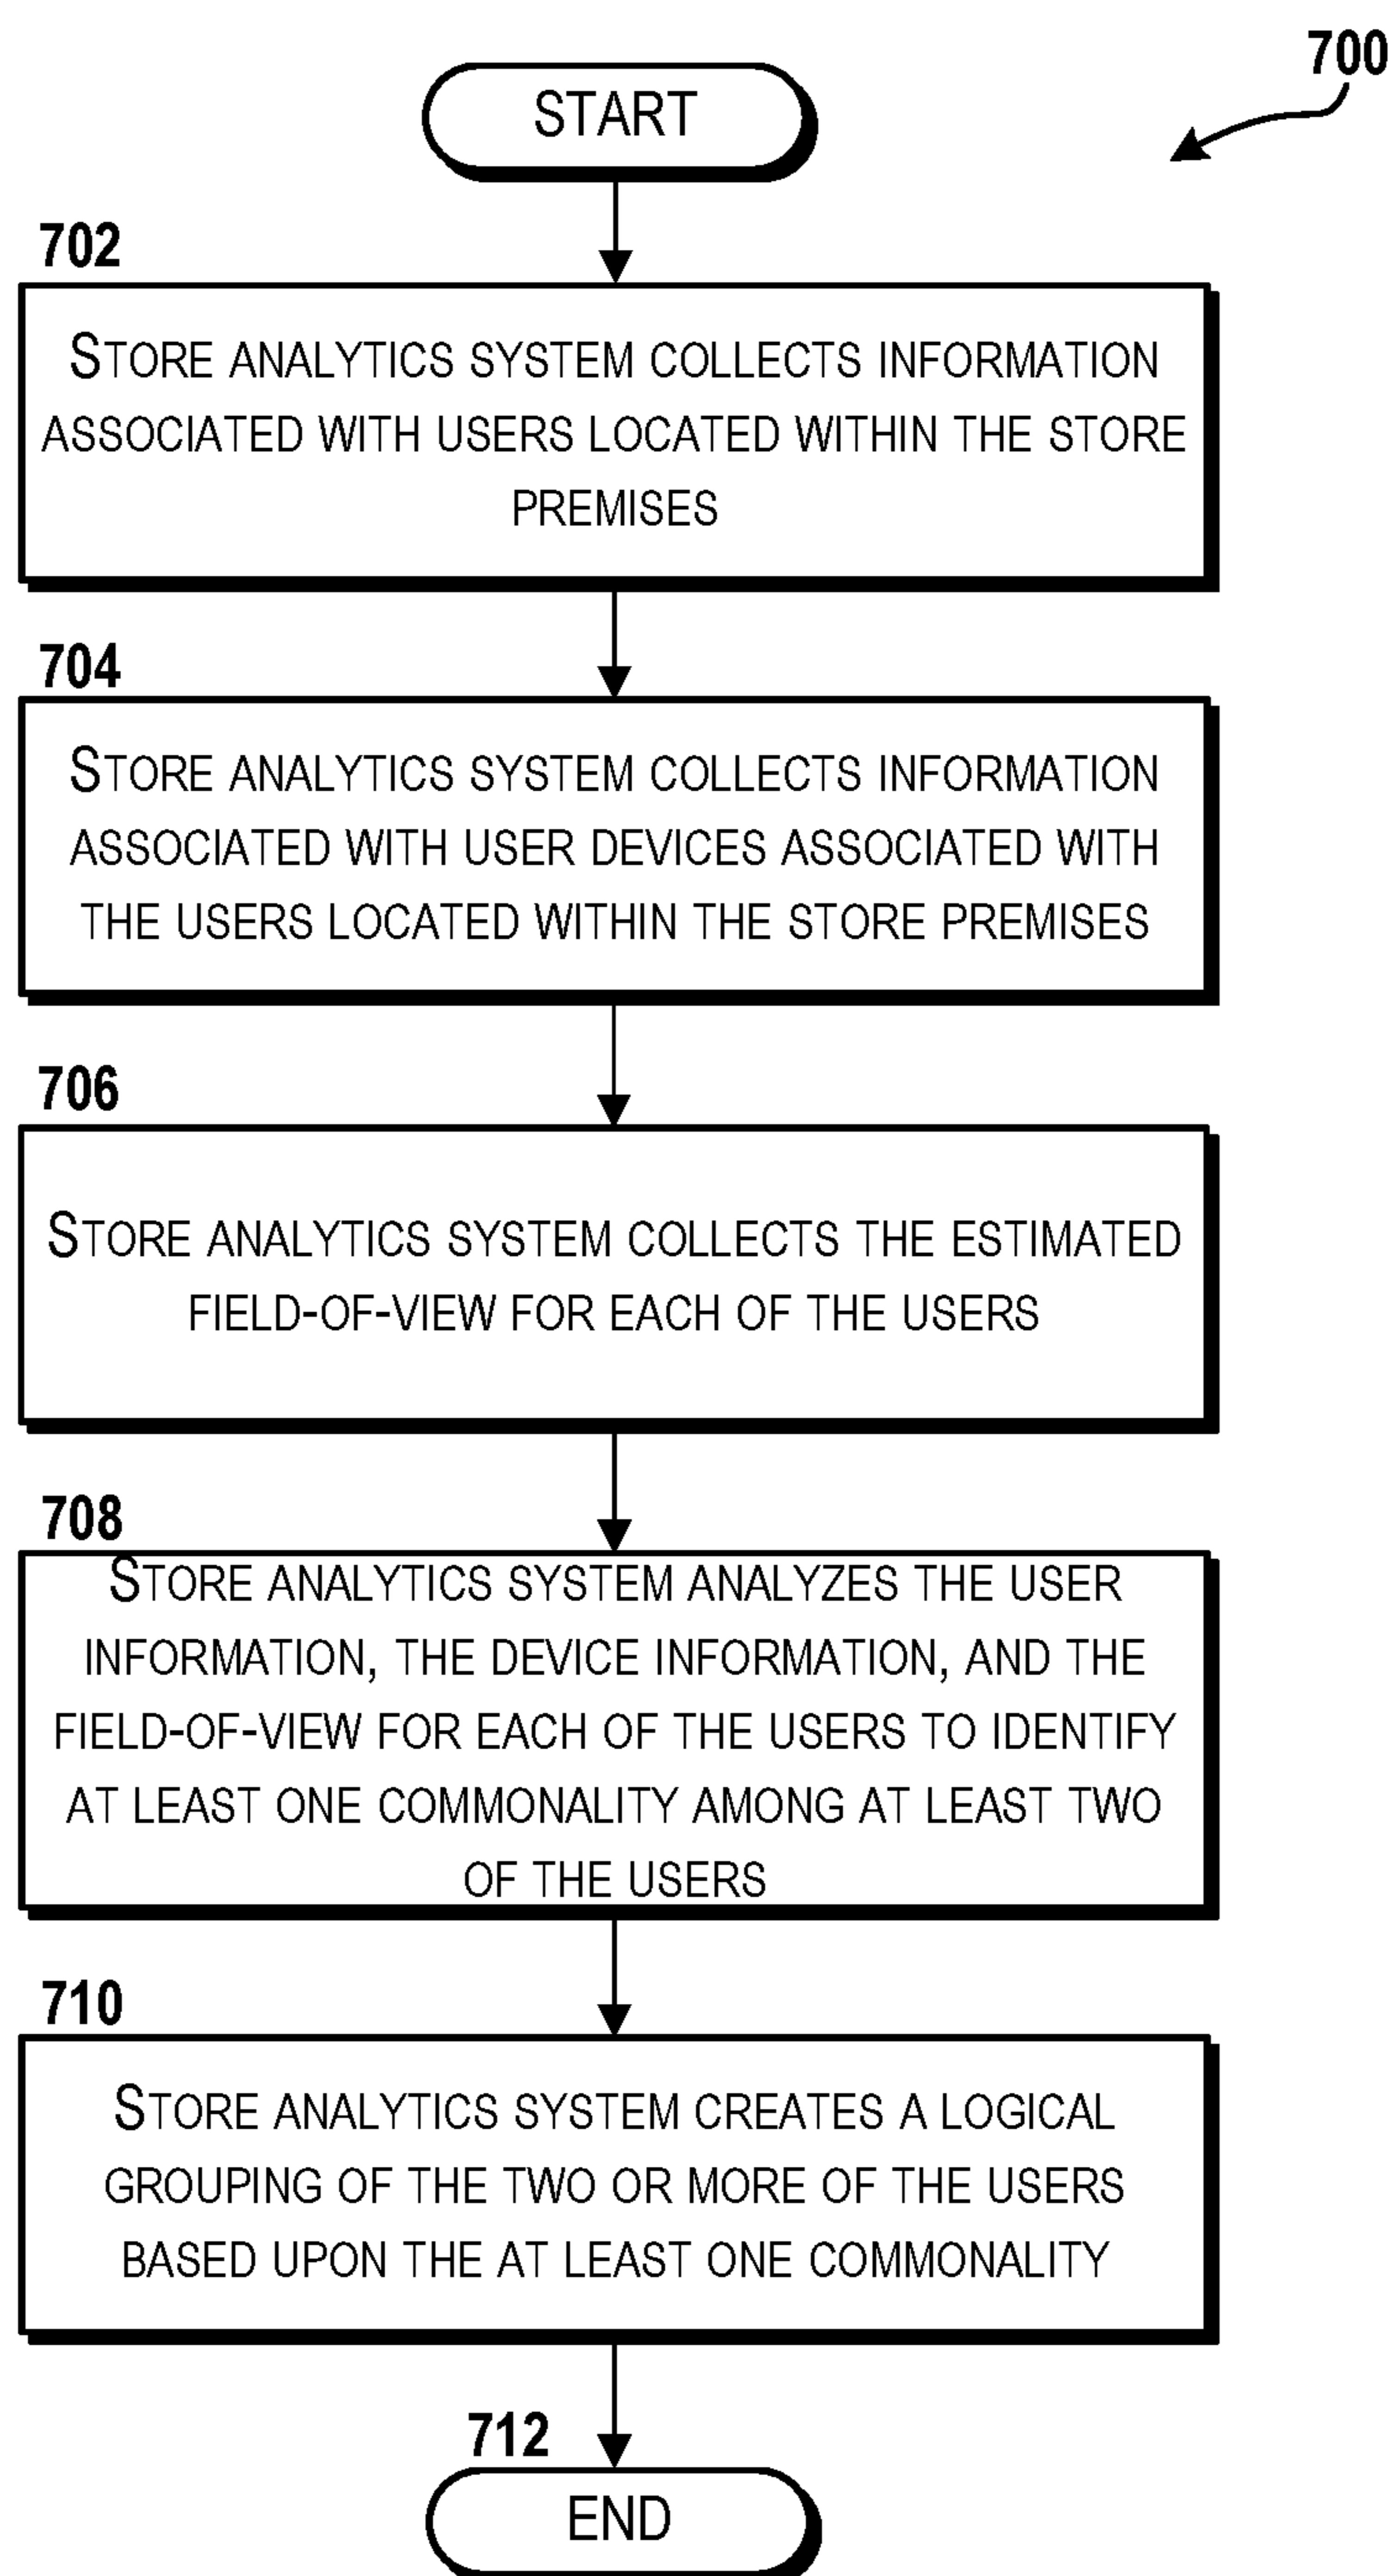 700
START
702
STORE ANALYTICS SYSTEM COLLECTS INFORMATION
ASSOCIATED WITH USERS LOCATED WITHIN THE STORE
PREMISES
704
STORE ANALYTICS SYSTEM COLLECTS INFORMATION
ASSOCIATED WITH USER DEVICES ASSOCIATED WITH
THE USERS LOCATED WITHIN THE STORE PREMISES
706
STORE ANALYTICS SYSTEM COLLECTS THE ESTIMATED
FIELD-OF-VIEW FOR EACH OF THE USERS
708
STORE ANALYTICS SYSTEM ANALYZES THE USER
INFORMATION, THE DEVICE INFORMATION, AND THE
FIELD-OF-VIEW FOR EACH OF THE USERS TO IDENTIFY
AT LEAST ONE COMMONALITY AMONG AT LEAST TWO
OF THE USERS
710
STORE ANALYTICS SYSTEM CREATES A LOGICAL
GROUPING OF THE TWO OR MORE OF THE USERS
BASED UPON THE AT LEAST ONE COMMONALITY
712
END